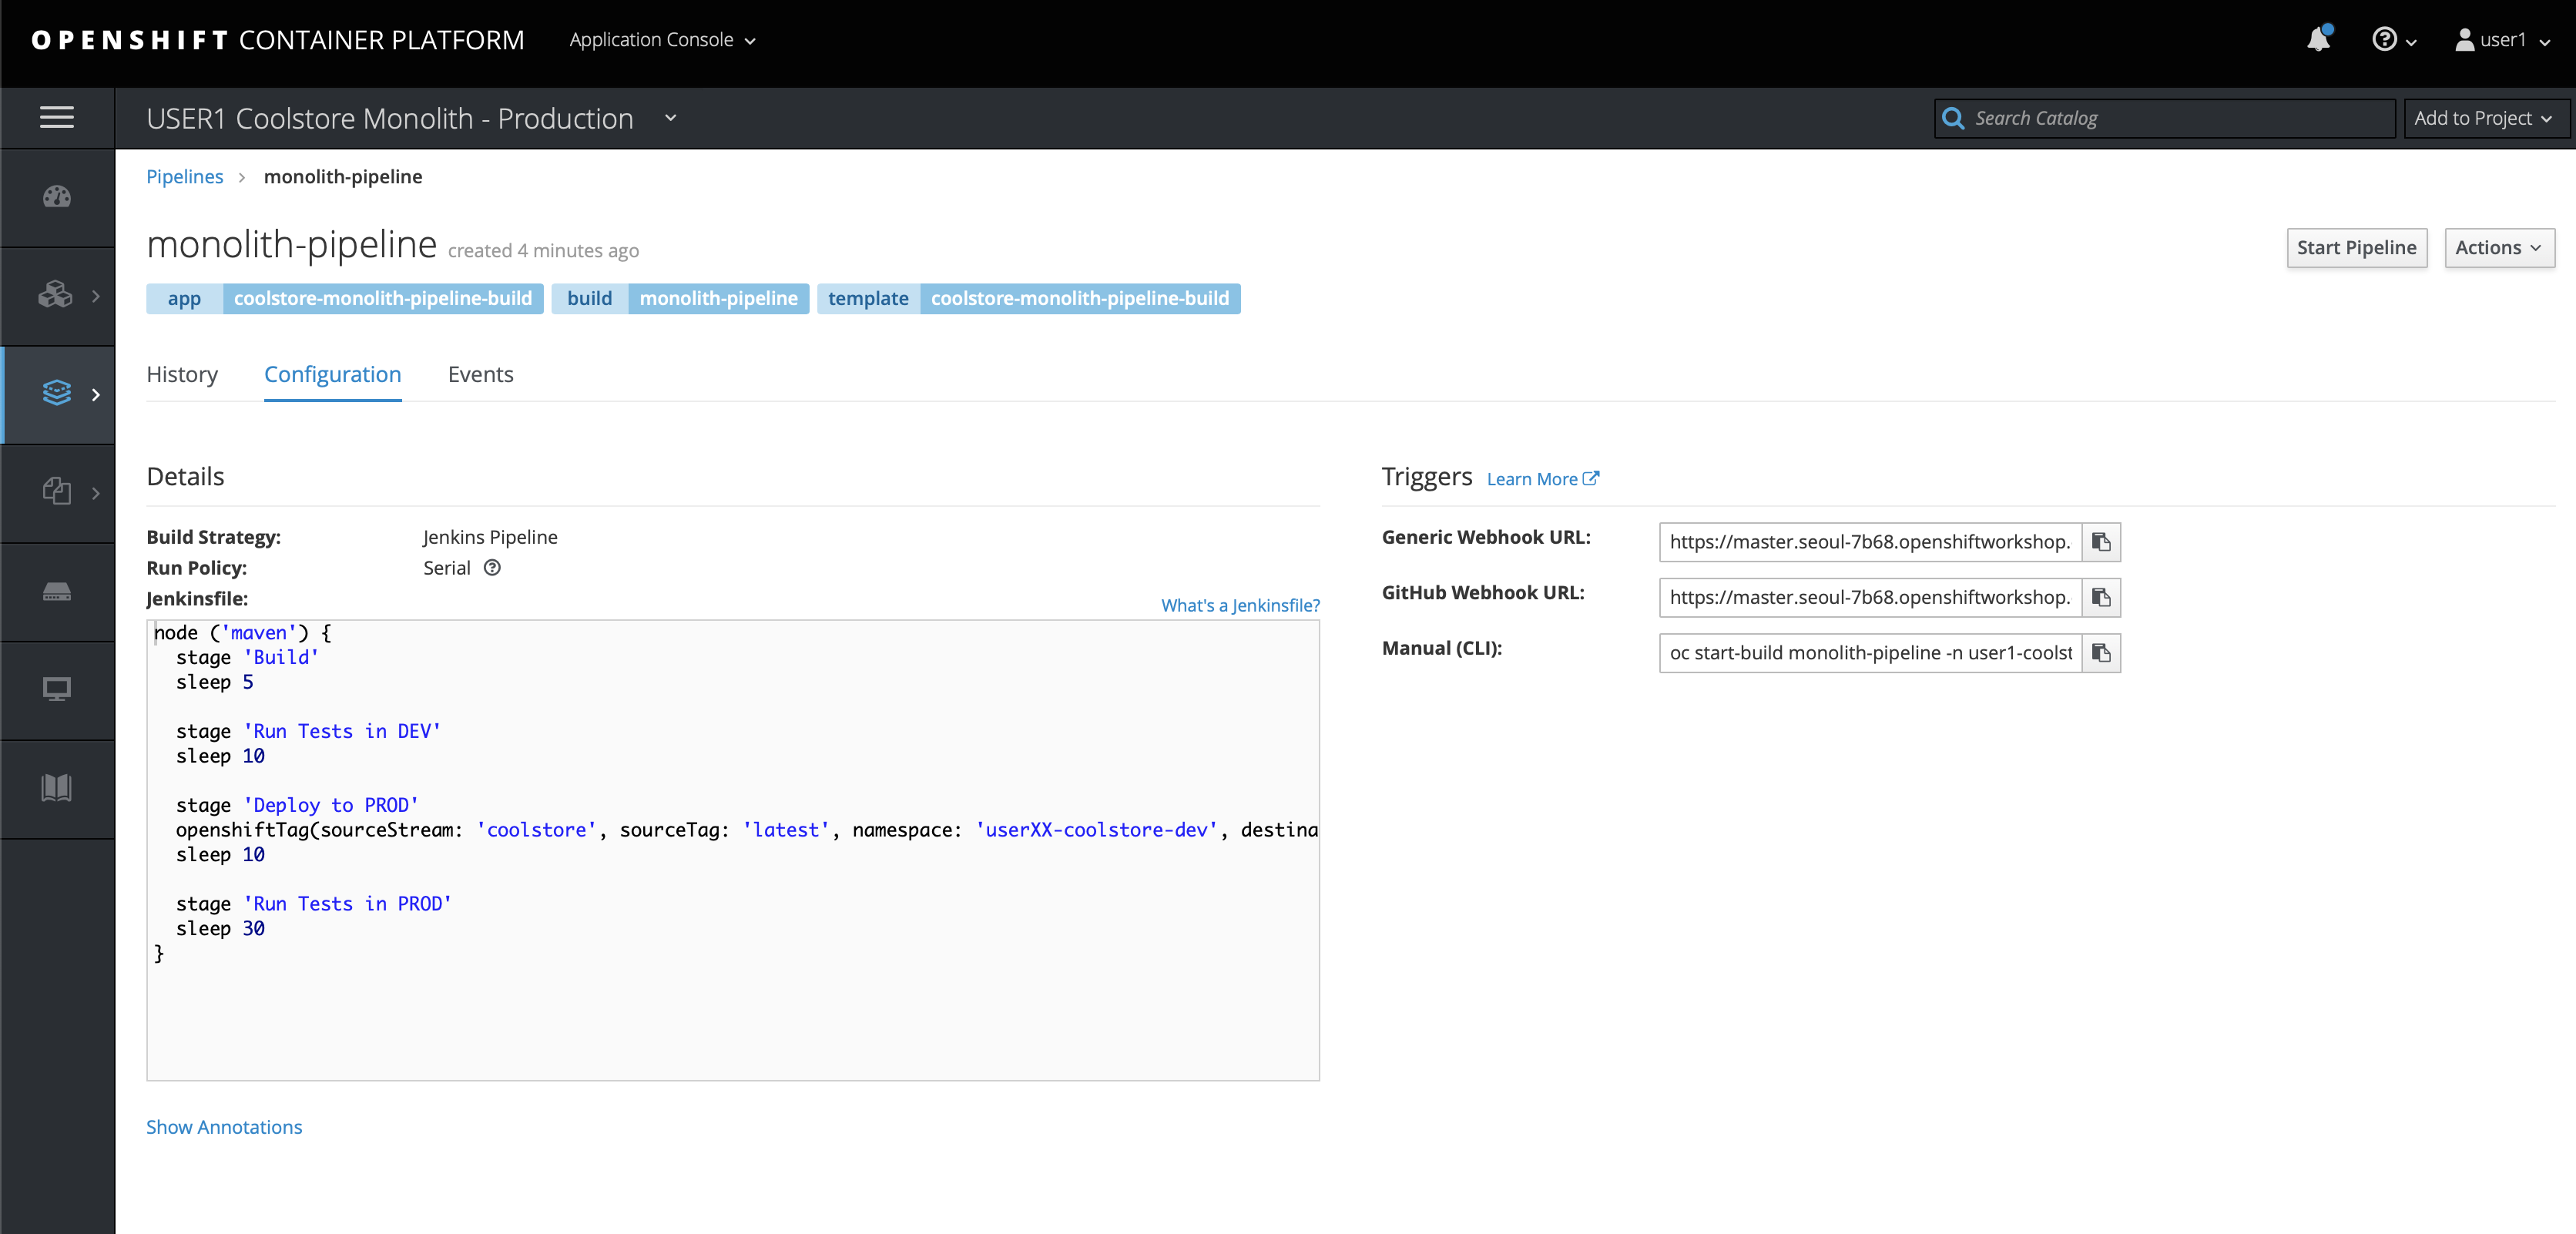 OPENSHIFT CONTAINER PLATFORM
Application Console
user1
USER1 Coolstore Monolith - Production
Search Catalog
Add to Project
Pipelines > monolith-pipeline
monolith-pipeline created 4 minutes ago
Start Pipeline
Actions
app coolstore-monolith-pipeline-build build monolith-pipeline template coolstore-monolith-pipeline-build
History Configuration Events
Details
Build Strategy: Jenkins Pipeline
Run Policy: Serial
Jenkinsfile:
What's a Jenkinsfile?
node ('maven') {
stage 'Build'
sleep 5
stage 'Run Tests in DEV'
sleep 10
stage 'Deploy to PROD'
openshiftTag(sourceStream: 'coolstore', sourceTag: 'latest', namespace: 'userXX-coolstore-dev', destina
sleep 10
stage 'Run Tests in PROD'
sleep 30
}
Show Annotations
Triggers Learn More
Generic Webhook URL: https://master.seoul-7b68.openshiftworkshop.
GitHub Webhook URL: https://master.seoul-7b68.openshiftworkshop.
Manual (CLI): oc start-build monolith-pipeline -n user1-coolst